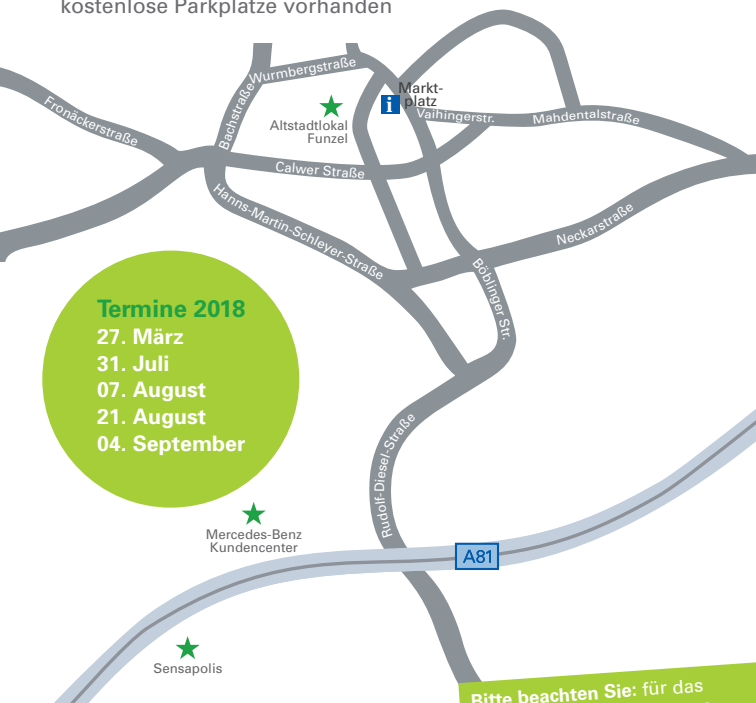 kostenlose Parkplätze vorhanden
Wurmbergstraße
Markt-
platz
i
Fronäckerstraße
Bachstraße
Altstadtlokal
Funzel
Vaihingerstr.
Mahdentalstraße
Calwer Straße
Hanns-Martin-Schleyer-Straße
Neckarstraße
Böblinger Str.
Termine 2018
27. März
31. Juli
07. August
21. August
04. September
Rudolf-Diesel-Straße
Mercedes-Benz
Kundencenter
A81
Sensapolis
Bitte beachten Sie: für das